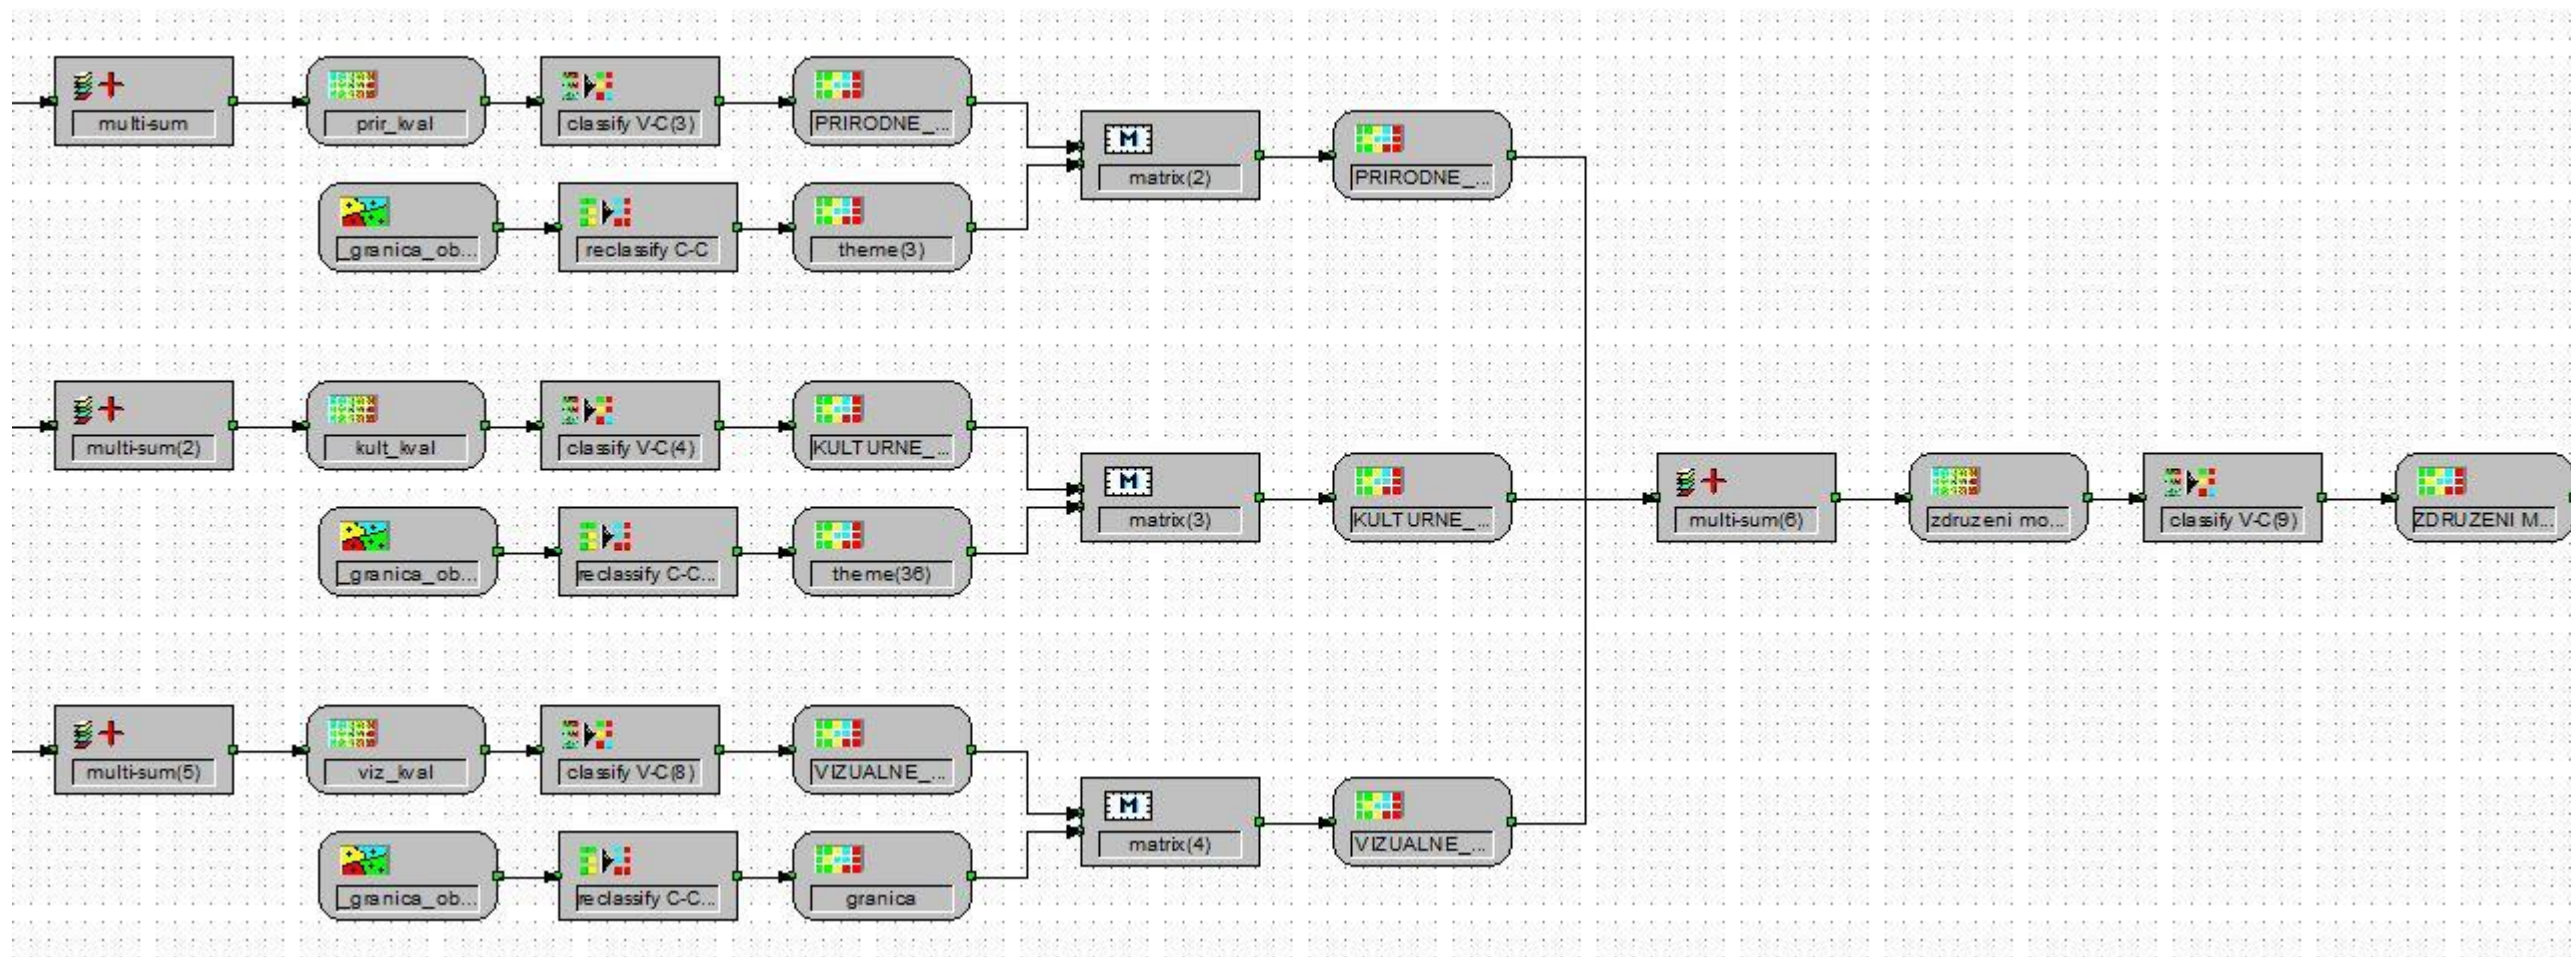 multi-sum
prir_kval
classify V-C(3)
PRIRODNE_...
matrix(2)
PRIRODNE_...
_granica_ob...
reclassify C-C
theme(3)
multi-sum(2)
kult_kval
classify V-C(4)
KULTURNE_...
matrix(3)
KULTURNE_...
multi-sum(6)
zdruzeni mo...
classify V-C(9)
ZDRUZENI M...
_granica_ob...
reclassify C-C...
theme(36)
multi-sum(5)
viz_kval
classify V-C(8)
VIZUALNE_...
matrix(4)
VIZUALNE_...
_granica_ob...
reclassify C-C...
granica